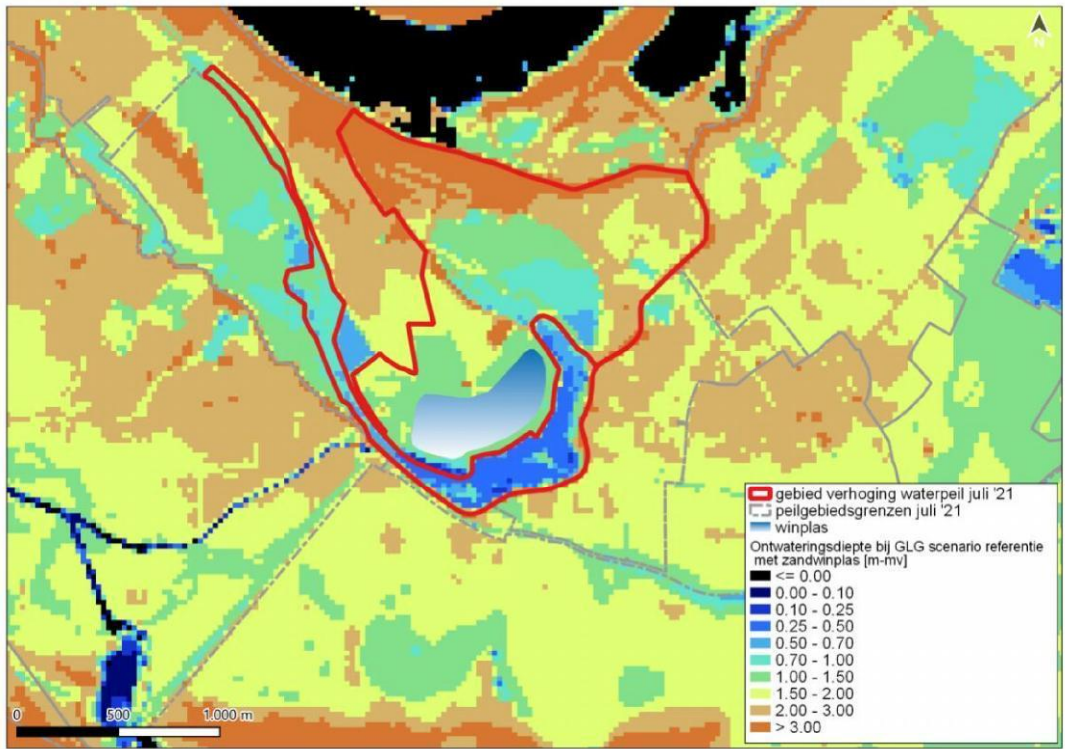 N
gebied verhoging waterpeil juli '21
peilgebiedsgrenzen juli '21
winplas
Ontwateringsdiepte bij GLG scenario referentie
met zandwinplas [m-mv]
<= 0.00
0.00 - 0.10
0.10 - 0.25
0.25 - 0.50
0.50 - 0.70
0.70 - 1.00
1.00 - 1.50
1.50 - 2.00
2.00 - 3.00
> 3.00
0 500 1.000 m